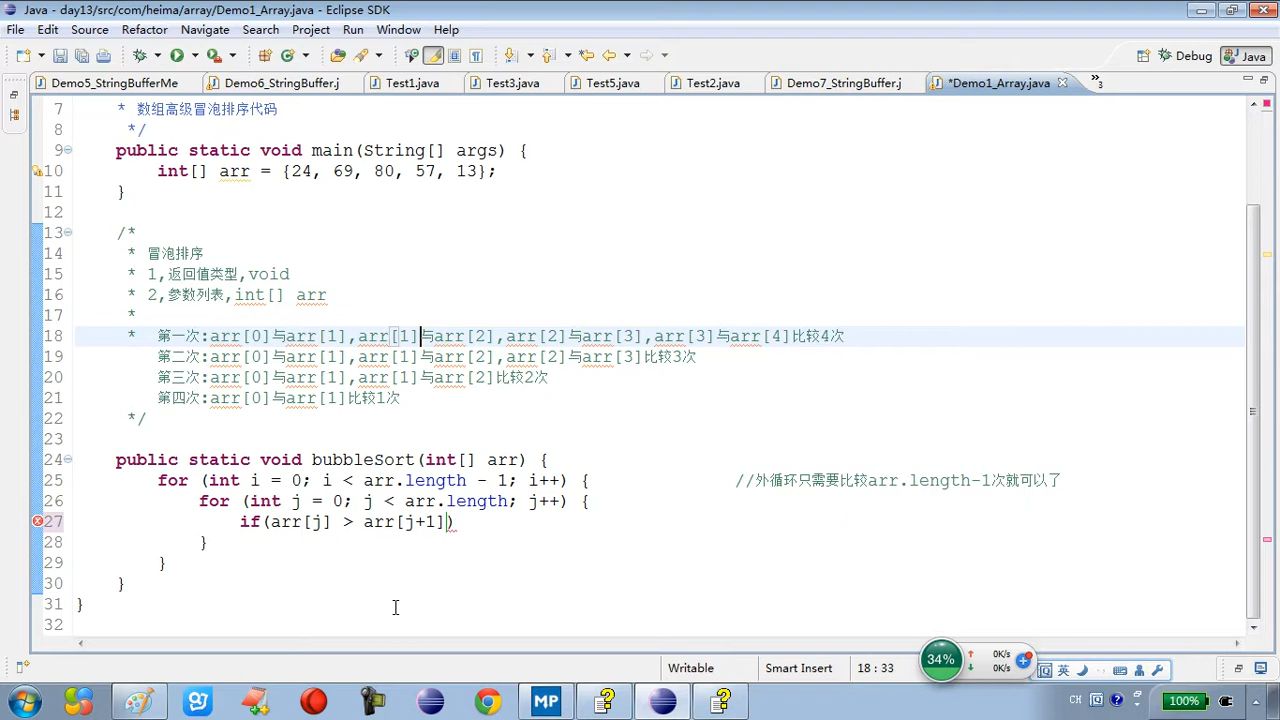 Java - day13/src/com/heima/array/Demo1_Array.java - Eclipse SDK
File Edit Source Refactor Navigate Search Project Run Window Help
Debug Java
Demo5_StringBufferMe Demo6_StringBuffer.j Test1.java Test3.java Test5.java Test2.java Demo7_StringBuffer.j *Demo1_Array.java »3
7 * 数组高级冒泡排序代码
8 */
9 public static void main(String[] args) {
10 int[] arr = {24, 69, 80, 57, 13};
11 }
12
13 /*
14 * 冒泡排序
15 * 1,返回值类型,void
16 * 2,参数列表,int[] arr
17 *
18 * 第一次:arr[0]与arr[1],arr[1]与arr[2],arr[2]与arr[3],arr[3]与arr[4]比较4次
19 第二次:arr[0]与arr[1],arr[1]与arr[2],arr[2]与arr[3]比较3次
20 第三次:arr[0]与arr[1],arr[1]与arr[2]比较2次
21 第四次:arr[0]与arr[1]比较1次
22 */
23
24 public static void bubbleSort(int[] arr) {
25 for (int i = 0; i < arr.length - 1; i++) { //外循环只需要比较arr.length-1次就可以了
26 for (int j = 0; j < arr.length; j++) {
27 if(arr[j] > arr[j+1])
28 }
29 }
30 }
31 }
32
Writable Smart Insert 18 : 33
34% 0K/s
0K/s
英
MP CH 100%